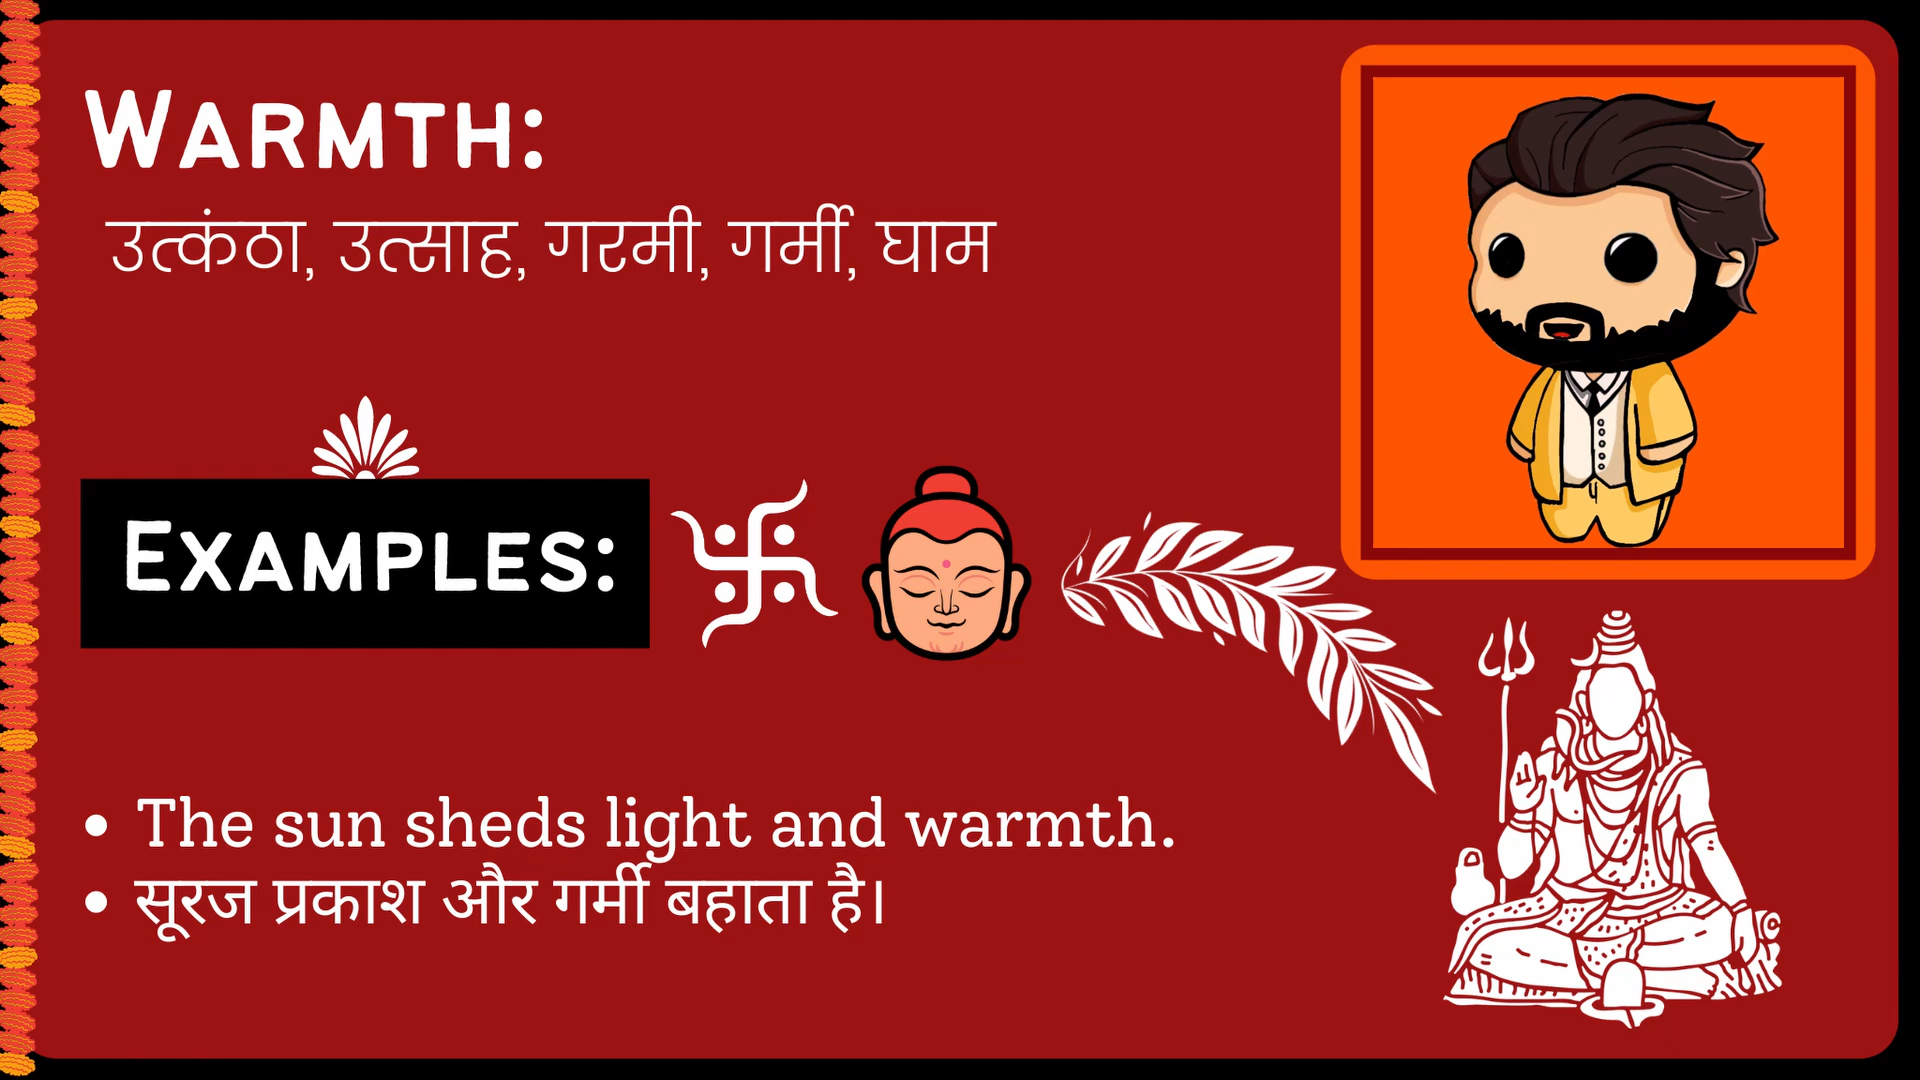 WARMTH:
उत्कंठा, उत्साह, गरमी, गर्मी, घाम
EXAMPLES:
• The sun sheds light and warmth.
• सूरज प्रकाश और गर्मी बहाता है।